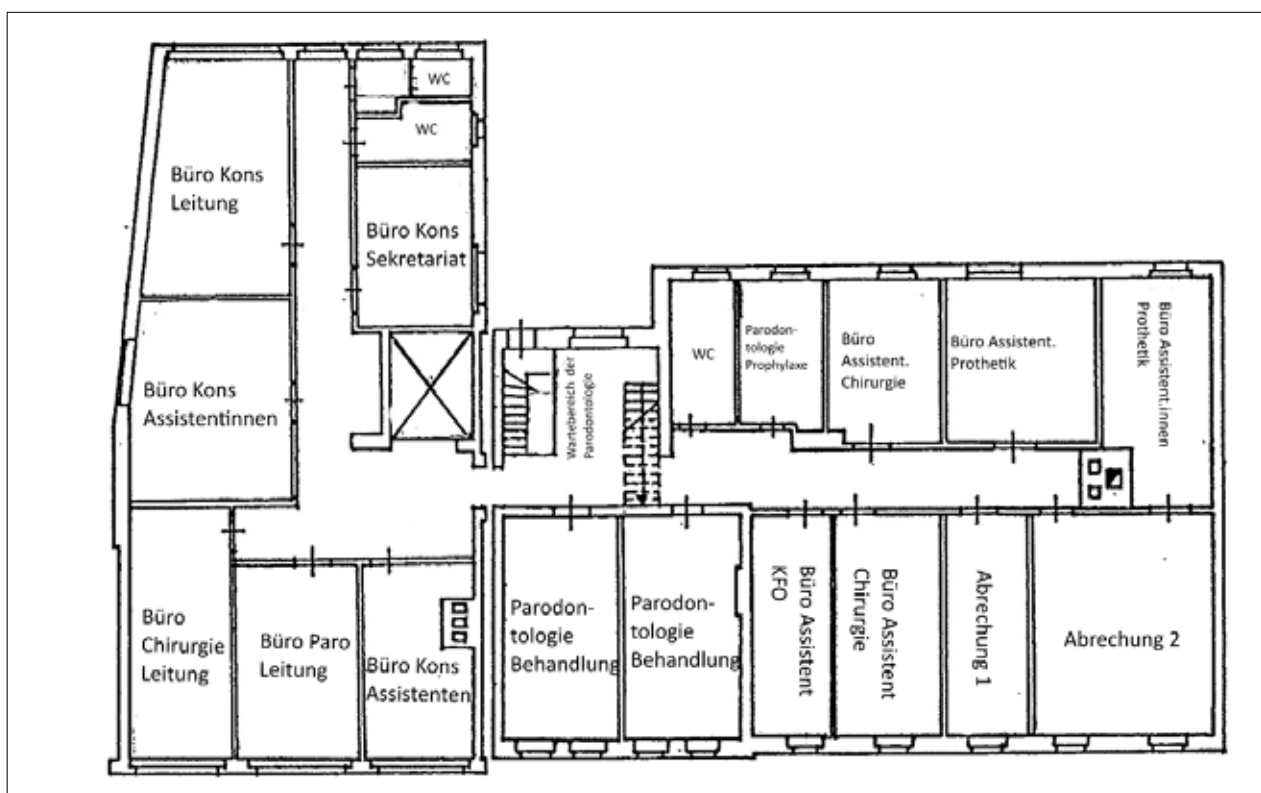 WC
WC
Büro Kons
Leitung
Büro Kons
Sekretariat
Büro Kons
Assistentinnen
Wartebereich der
Parodontologie
WC
Parodon-
tologie
Prophylaxe
Büro
Assistent.
Chirurgie
Büro Assistent.
Prothetik
Büro Assistent.innen
Prothetik
Büro
Chirurgie
Leitung
Büro Paro
Leitung
Büro Kons
Assistenten
Parodon-
tologie
Behandlung
Parodon-
tologie
Behandlung
Büro Assistent
KFO
Büro Assistent
Chirurgie
Abrechung 1
Abrechung 2